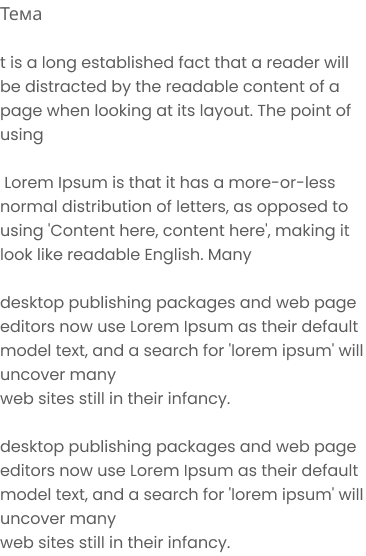 Тема
t is a long established fact that a reader will
be distracted by the readable content of a
page when looking at its layout. The point of
using
Lorem Ipsum is that it has a more-or-less
normal distribution of letters, as opposed to
using 'Content here, content here', making it
look like readable English. Many
desktop publishing packages and web page
editors now use Lorem Ipsum as their default
model text, and a search for 'lorem ipsum' will
uncover many
web sites still in their infancy.
desktop publishing packages and web page
editors now use Lorem Ipsum as their default
model text, and a search for 'lorem ipsum' will
uncover many
web sites still in their infancy.